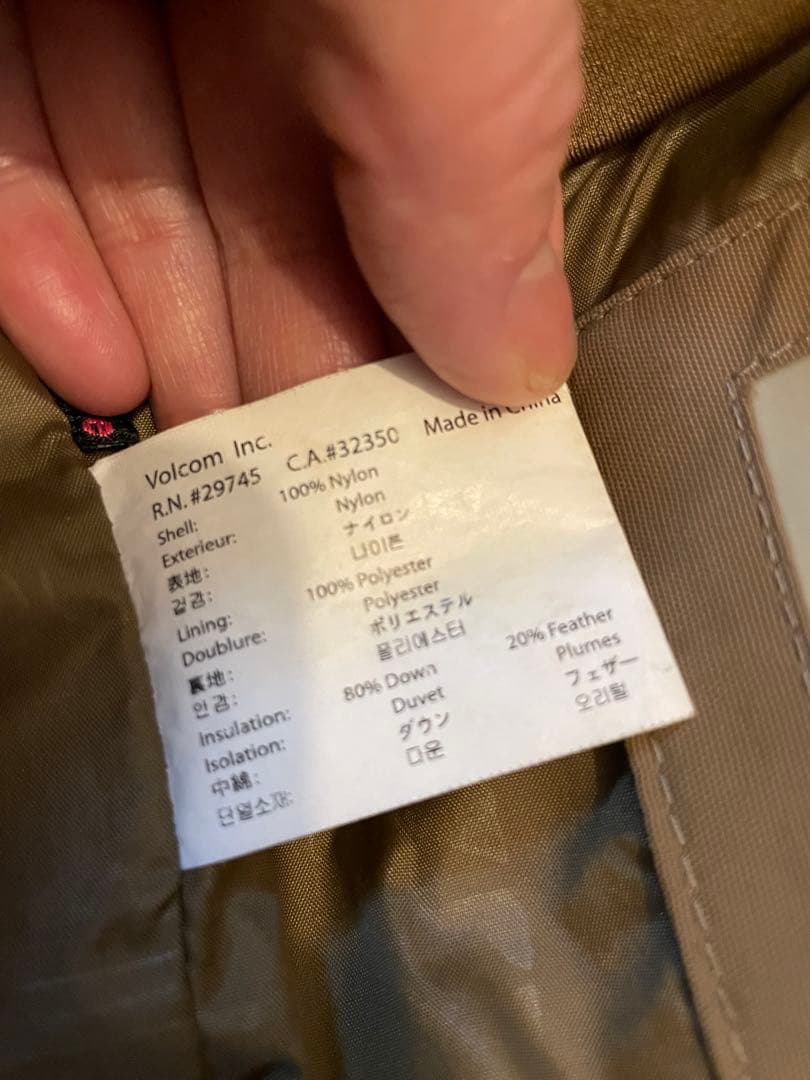 Volcom Inc.
R.N.#29745 C.A.#32350 Made in China
Shell: 100% Nylon
Exterieur: Nylon
表地: ナイロン
겉감: 나이론
Lining: 100% Polyester
Doublure: Polyester
裏地: ポリエステル
인감: 폴리에스터
Insulation: 80% Down 20% Feather
Isolation: Duvet Plumes
中綿: ダウン フェザー
단열소재: 다운 오리털